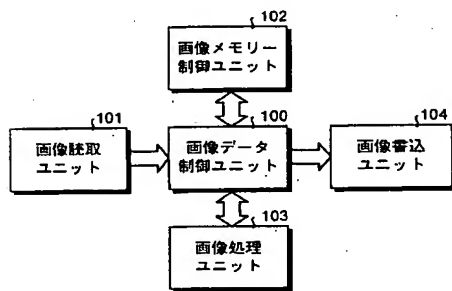 102
画像メモリー
制御ユニット
101
画像読取
ユニット
100
画像データ
制御ユニット
104
画像書込
ユニット
103
画像処理
ユニット